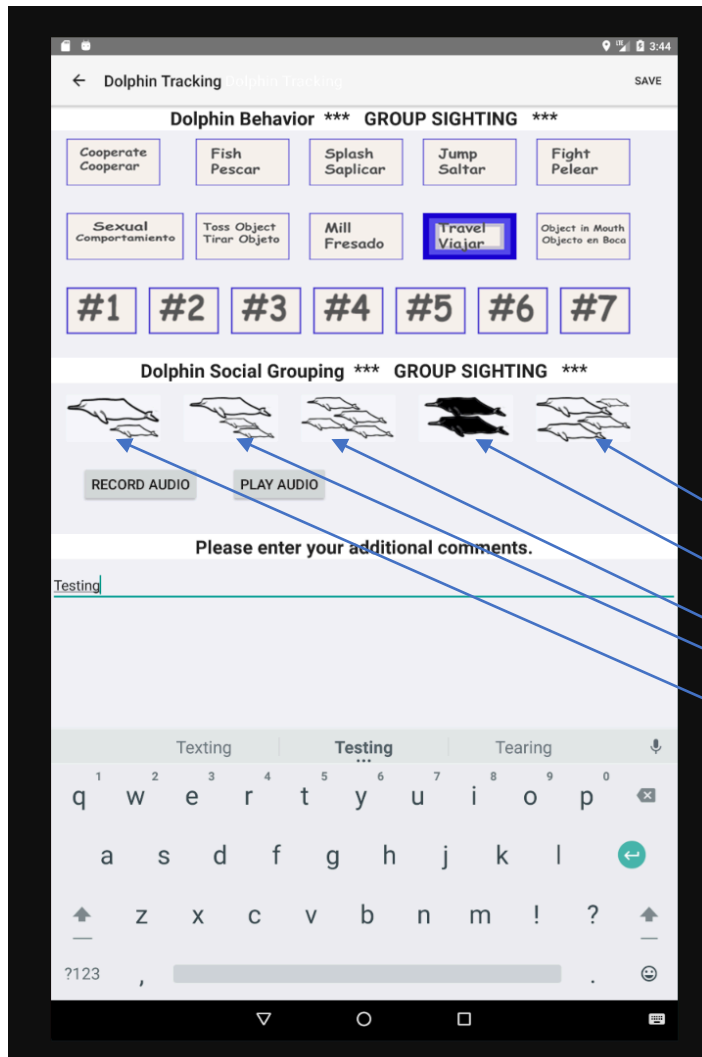 3:44
Dolphin Tracking Dolphin Tracking SAVE
Dolphin Behavior *** GROUP SIGHTING ***
Cooperate Fish Splash Jump Fight
Cooperar Pescar Saplicar Saltar Pelear
Sexual Toss Object Mill Travel Object in Mouth
Comportamiento Tirar Objeto Fresado Viajar Objecto en Boca
#1 #2 #3 #4 #5 #6 #7
Dolphin Social Grouping *** GROUP SIGHTING ***
RECORD AUDIO PLAY AUDIO
Please enter your additional comments.
Testing
Texting Testing Tearing
1 2 3 4 5 6 7 8 9 0
q w e r t y u i o p
a s d f g h j k l
z x c v b n m ! ?
?123 , .